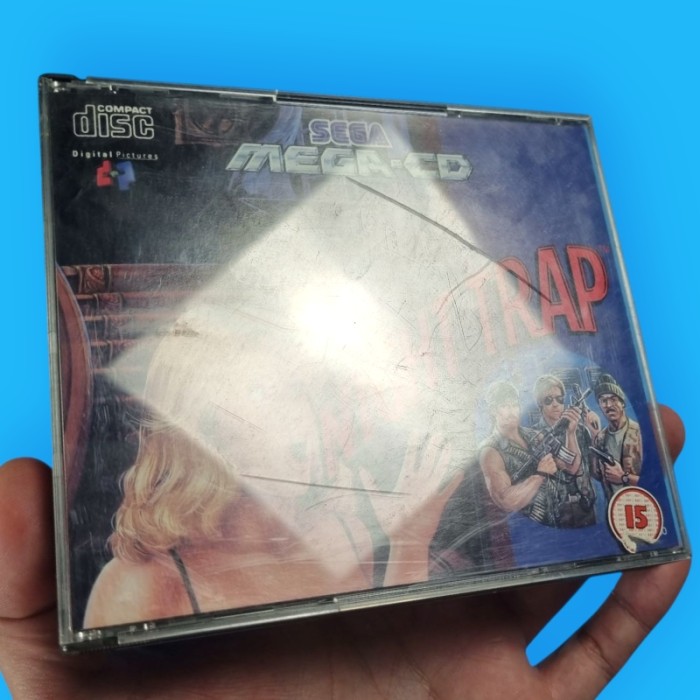 COMPACT
disc
Digital Pictures
SEGA
MEGA-CD
TRAP
15